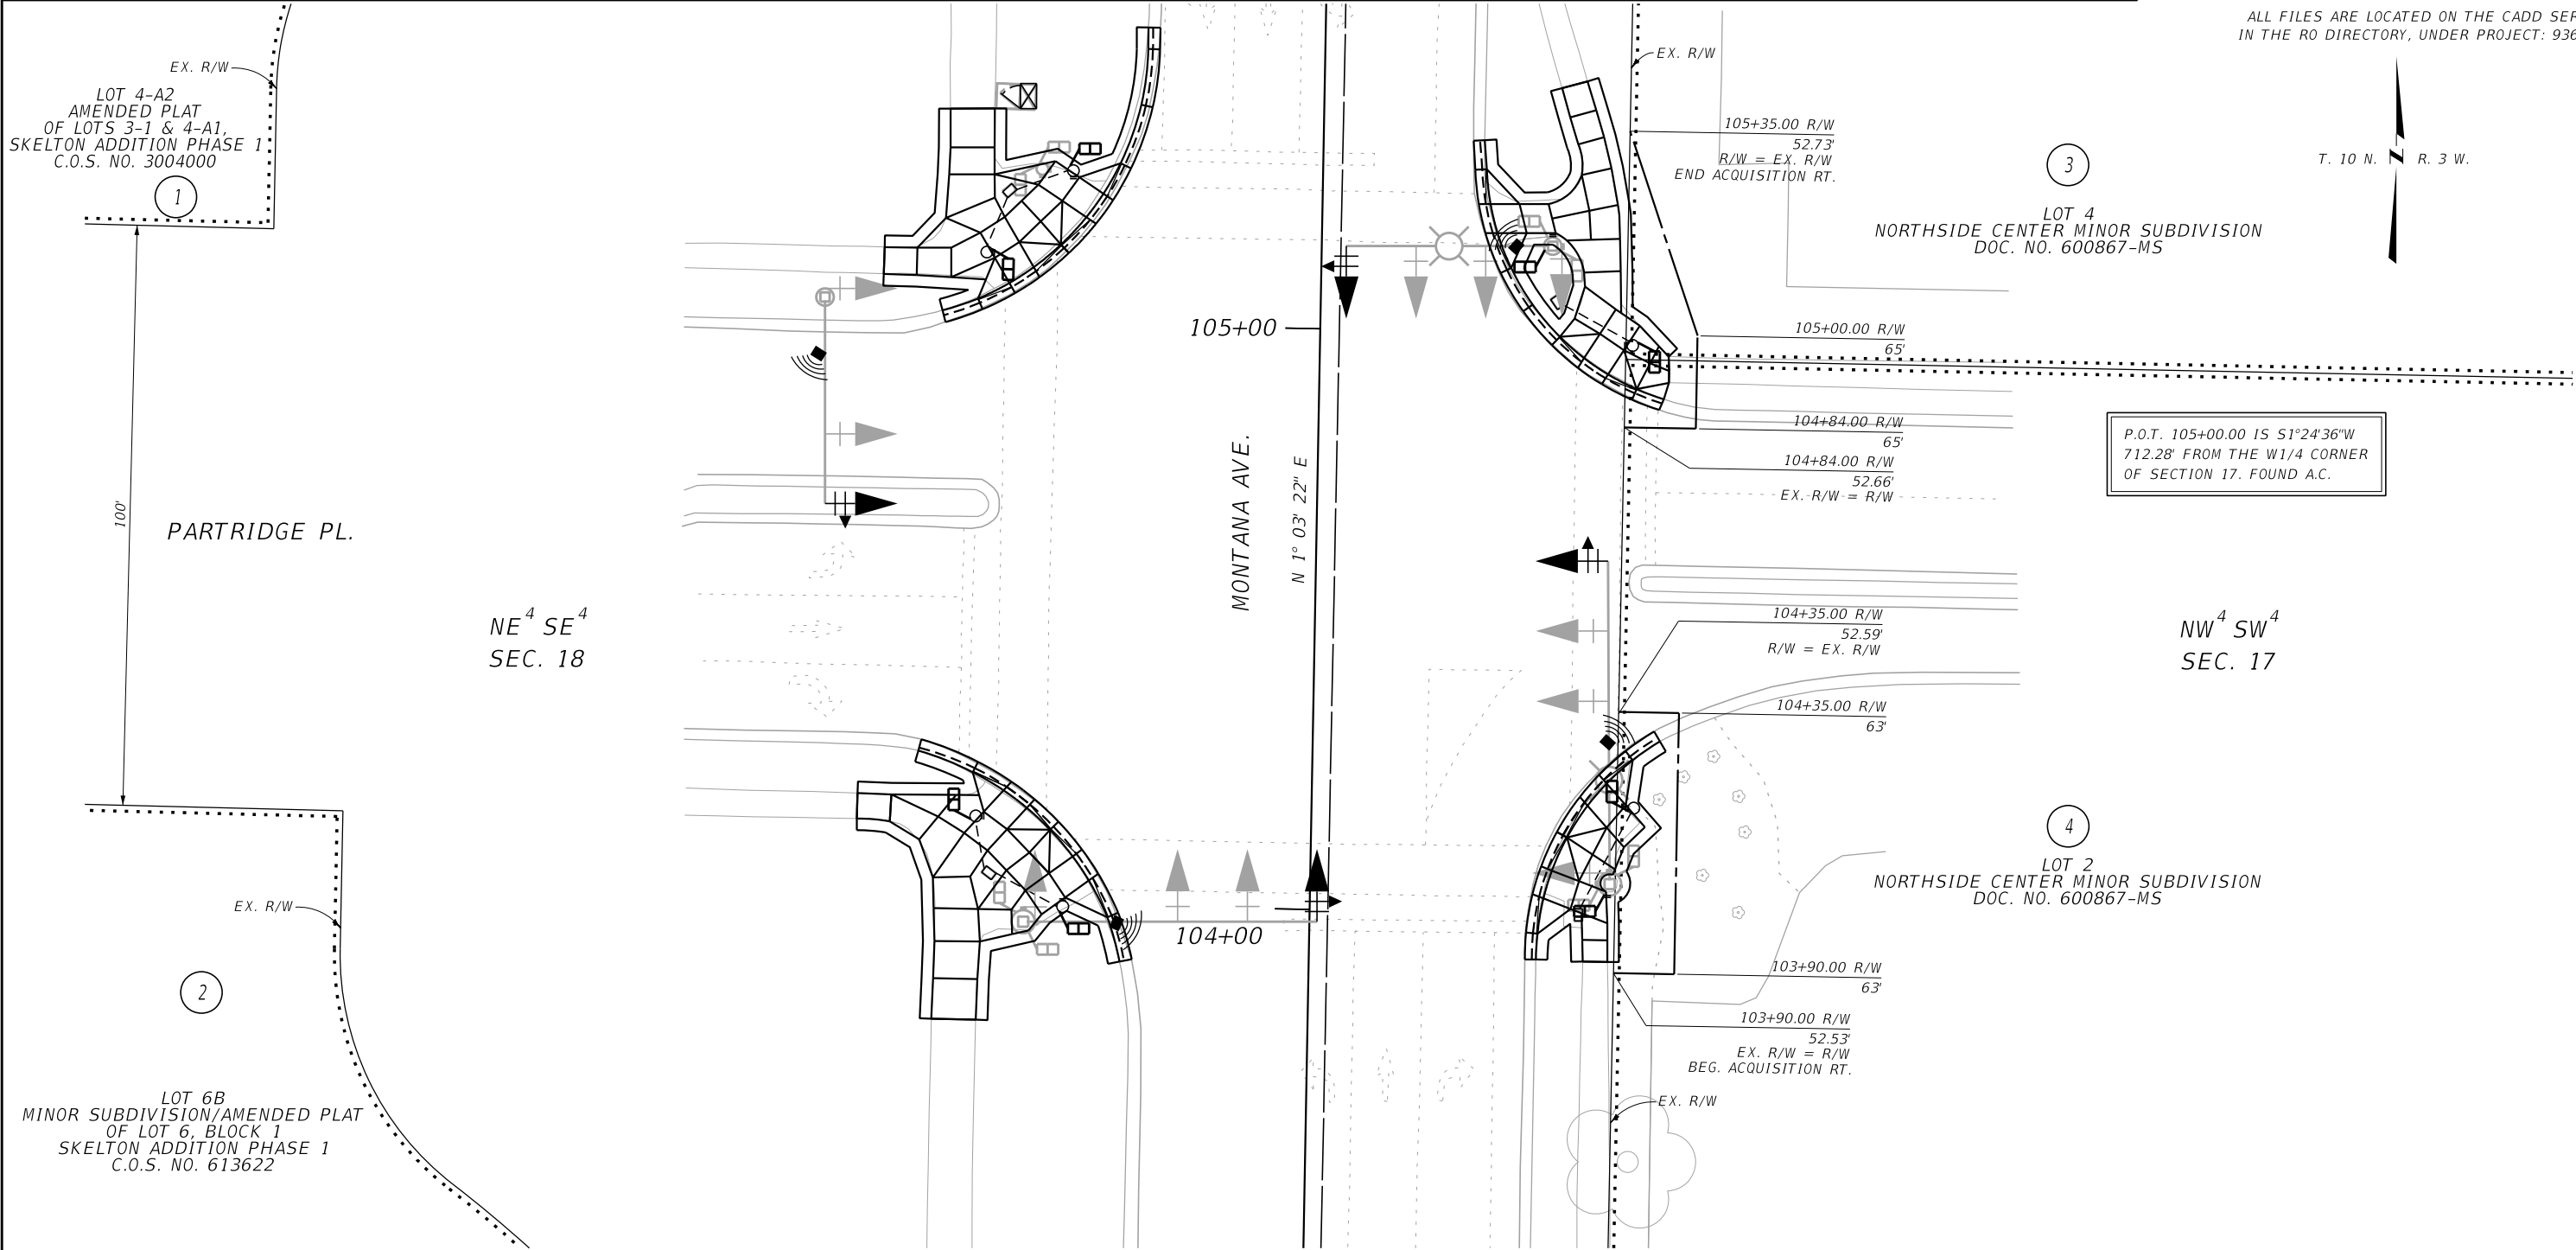 ALL FILES ARE LOCATED ON THE CADD SER
IN THE RO DIRECTORY, UNDER PROJECT: 936
EX. R/W
LOT 4-A2
AMENDED PLAT
OF LOTS 3-1 & 4-A1,
SKELTON ADDITION PHASE 1
C.O.S. NO. 3004000
1
EX. R/W
105+35.00 R/W
52.73'
R/W = EX. R/W
END ACQUISITION RT.
3
LOT 4
NORTHSIDE CENTER MINOR SUBDIVISION
DOC. NO. 600867-MS
T. 10 N. N R. 3 W.
105+00
105+00.00 R/W
65'
104+84.00 R/W
65'
104+84.00 R/W
52.66'
EX. R/W = R/W
P.O.T. 105+00.00 IS S1°24'36"W
712.28' FROM THE W1/4 CORNER
OF SECTION 17. FOUND A.C.
100'
PARTRIDGE PL.
MONTANA AVE.
N 1° 03' 22" E
NE4 SE4
SEC. 18
104+35.00 R/W
52.59'
R/W = EX. R/W
NW4 SW4
SEC. 17
104+35.00 R/W
63'
4
LOT 2
NORTHSIDE CENTER MINOR SUBDIVISION
DOC. NO. 600867-MS
EX. R/W
104+00
2
103+90.00 R/W
63'
103+90.00 R/W
52.53'
EX. R/W = R/W
BEG. ACQUISITION RT.
EX. R/W
LOT 6B
MINOR SUBDIVISION/AMENDED PLAT
OF LOT 6, BLOCK 1
SKELTON ADDITION PHASE 1
C.O.S. NO. 613622